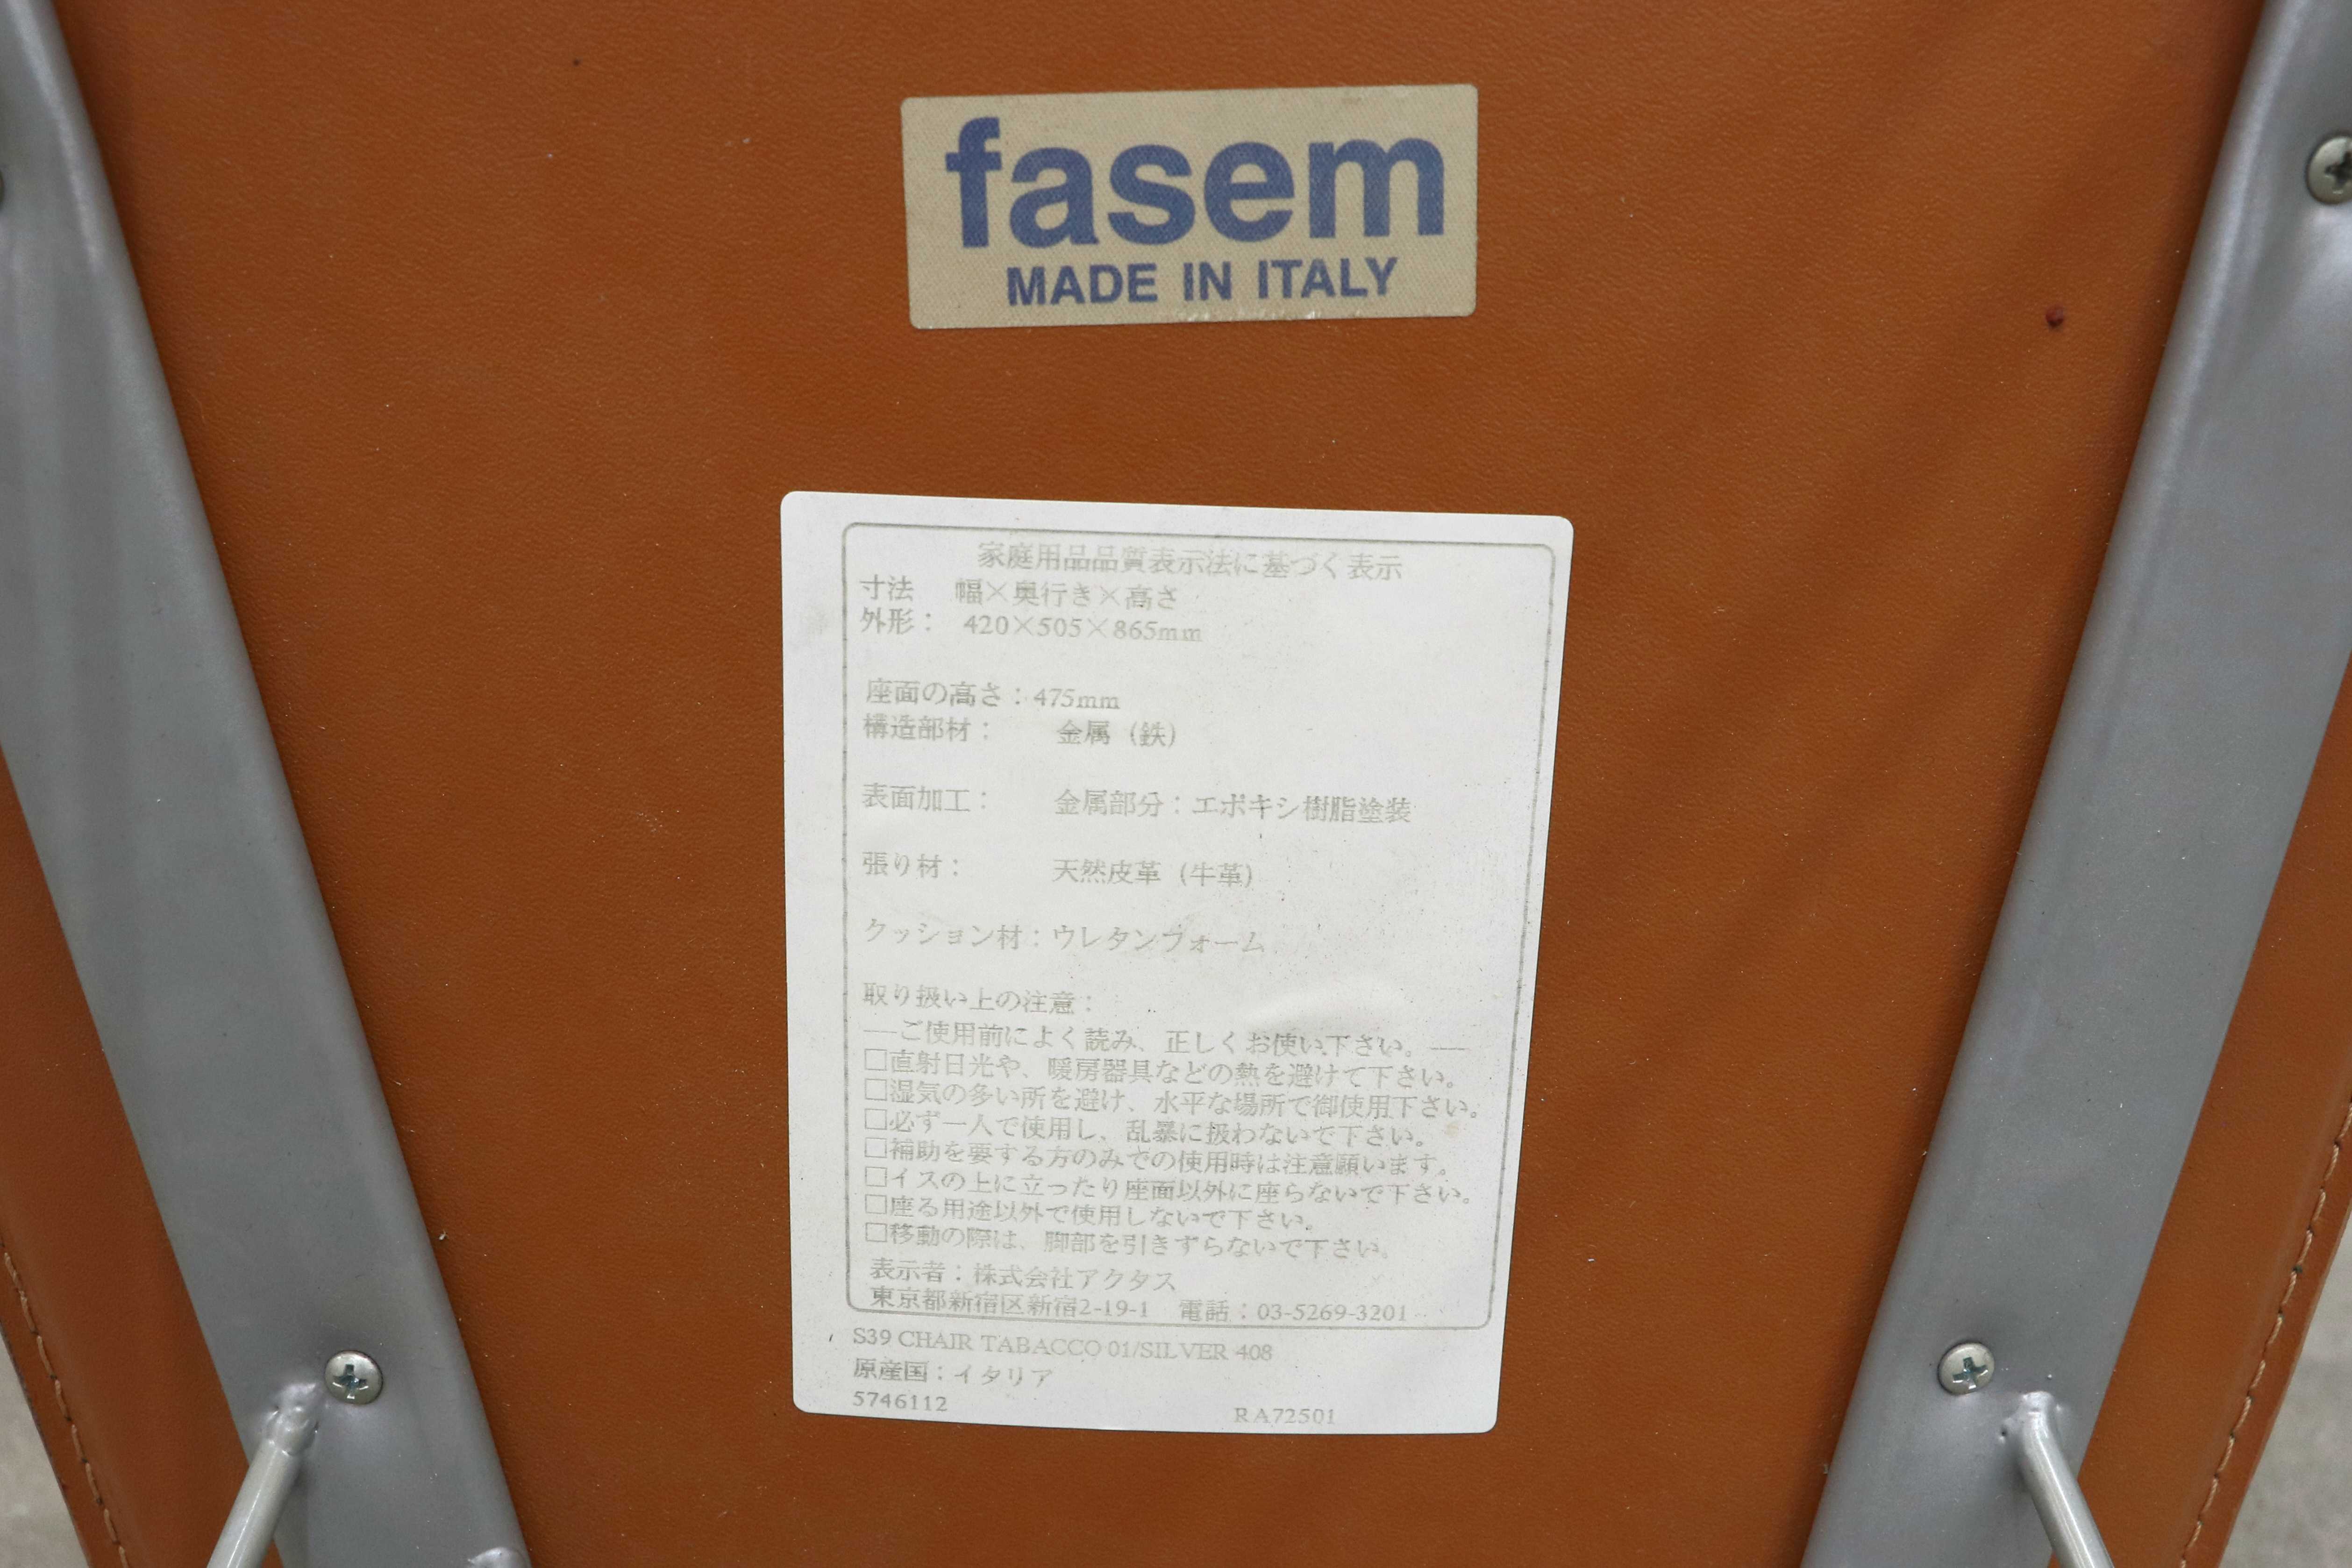 fasem
MADE IN ITALY
家庭用品品質表示法に基づく表示
寸法　幅×奥行き×高さ
外形：　420×505×865mm
座面の高さ：475mm
構造部材：　金属（鉄）
表面加工：　金属部分：エポキシ樹脂塗装
張り材：　天然皮革（牛革）
クッション材：ウレタンフォーム
取り扱い上の注意：
―ご使用前によく読み、正しくお使い下さい。―
□直射日光や、暖房器具などの熱を避けて下さい。
□湿気の多い所を避け、水平な場所で御使用下さい。
□必ず一人で使用し、乱暴に扱わないで下さい。
□補助を要する方のみでの使用時は注意願います。
□イスの上に立ったり座面以外に座らないで下さい。
□座る用途以外で使用しないで下さい。
□移動の際は、脚部を引きずらないで下さい。
表示者：株式会社アクタス
東京都新宿区新宿2-19-1　電話：03-5269-3201
S39 CHAIR TABACCO 01/SILVER 408
原産国：イタリア
5746112　RA72501